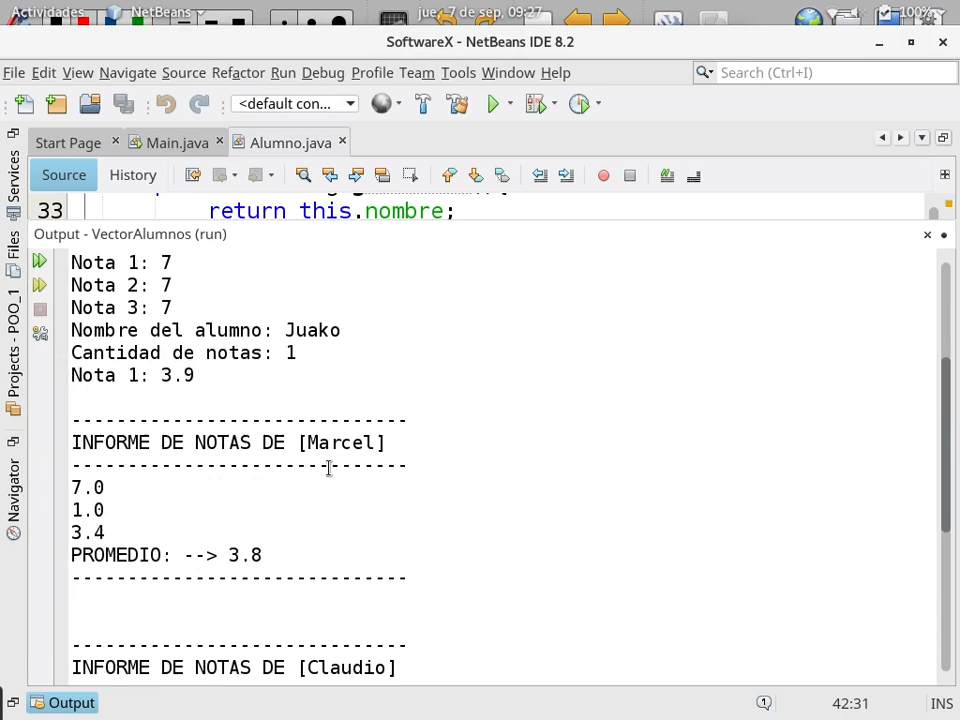 Actividades NetBeans jue 7 de sep, 09:27 100%
SoftwareX - NetBeans IDE 8.2
File Edit View Navigate Source Refactor Run Debug Profile Team Tools Window Help
Search (Ctrl+I)
<default con...
Start Page Main.java Alumno.java
Source History
33 return this.nombre;
Output - VectorAlumnos (run)
Nota 1: 7
Nota 2: 7
Nota 3: 7
Nombre del alumno: Juako
Cantidad de notas: 1
Nota 1: 3.9
------------------------------
INFORME DE NOTAS DE [Marcel]
------------------------------
7.0
1.0
3.4
PROMEDIO: --> 3.8
------------------------------
------------------------------
INFORME DE NOTAS DE [Claudio]
Services
Files
Projects - POO_1
Navigator
Output
1
42:31
INS